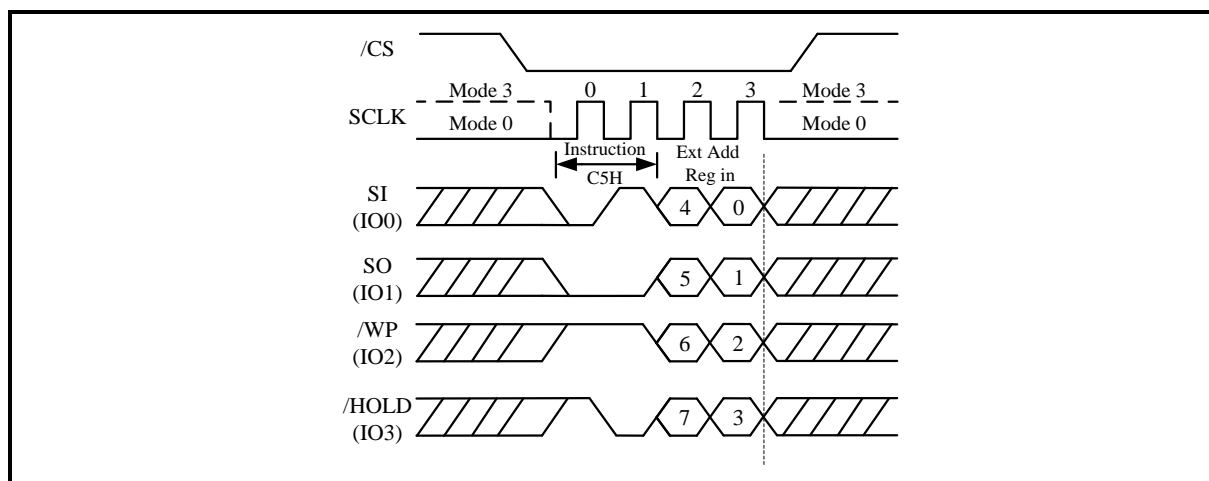 /CS
Mode 3 0 1 2 3 Mode 3
SCLK
Mode 0 Mode 0
Instruction Ext Add
C5H Reg in
SI
(IO0) 4 0
SO
(IO1) 5 1
/WP
(IO2) 6 2
/HOLD
(IO3) 7 3